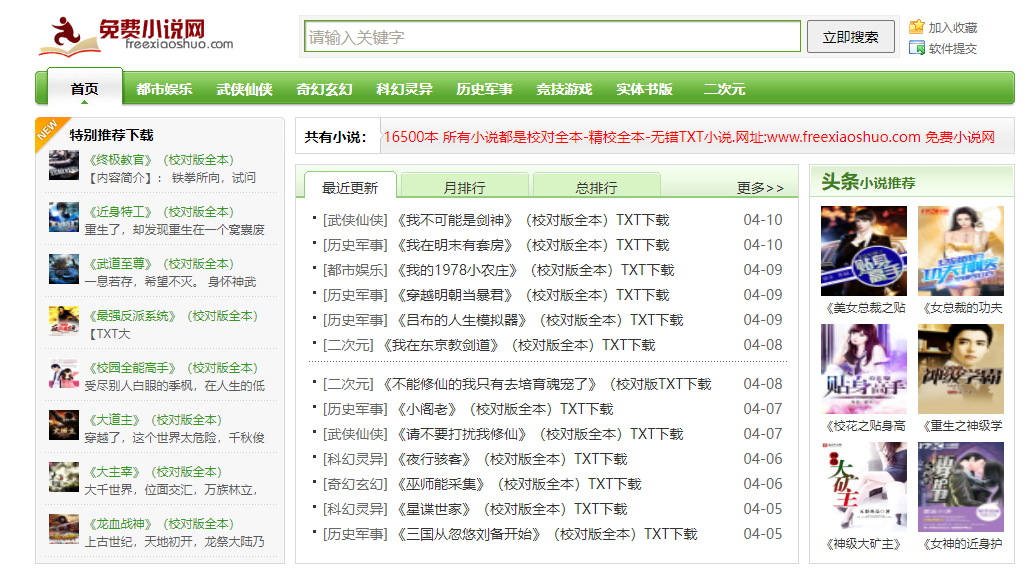 免费小说网
freexiaoshuo.com
请输入关键字
立即搜索
加入收藏
软件提交
首页 都市娱乐 武侠仙侠 奇幻玄幻 科幻灵异 历史军事 竞技游戏 实体书版 二次元
NEW
特别推荐下载
《终极教官》（校对版全本）
【内容简介】： 铁拳所向，试问
《近身特工》（校对版全本）
重生了，却发现重生在一个窝囊废
《武道至尊》（校对版全本）
一息若存，希望不灭。 身怀神武
《最强反派系统》（校对版全本）
【TXT大
《校园全能高手》（校对版全本）
受尽别人白眼的季枫，在人生的低
《大道主》（校对版全本）
穿越了，这个世界太危险，千秋俊
《大主宰》（校对版全本）
大千世界，位面交汇，万族林立，
《龙血战神》（校对版全本）
上古世纪，天地初开，龙祭大陆乃
共有小说： 16500本 所有小说都是校对全本-精校全本-无错TXT小说.网址:www.freexiaoshuo.com 免费小说网
最近更新 月排行 总排行 更多>>
[武侠仙侠] 《我不可能是剑神》（校对版全本）TXT下载 04-10
[历史军事] 《我在明末有套房》（校对版全本）TXT下载 04-10
[都市娱乐] 《我的1978小农庄》（校对版全本）TXT下载 04-09
[历史军事] 《穿越明朝当暴君》（校对版全本）TXT下载 04-09
[历史军事] 《吕布的人生模拟器》（校对版全本）TXT下载 04-09
[二次元] 《我在东京教剑道》（校对版全本）TXT下载 04-08
[二次元] 《不能修仙的我只有去培育魂宠了》（校对版TXT下载 04-08
[历史军事] 《小阁老》（校对版全本）TXT下载 04-07
[武侠仙侠] 《请不要打扰我修仙》（校对版全本）TXT下载 04-07
[科幻灵异] 《夜行骇客》（校对版全本）TXT下载 04-06
[奇幻玄幻] 《巫师能采集》（校对版全本）TXT下载 04-06
[科幻灵异] 《星谍世家》（校对版全本）TXT下载 04-05
[历史军事] 《三国从忽悠刘备开始》（校对版全本）TXT下载 04-05
头条小说推荐
贴身
高手
《美女总裁之贴
功夫神医
《女总裁的功夫
贴身高手
《校花之贴身高
神级学霸
《重生之神级学
大矿主
《神级大矿主》
《女神的近身护